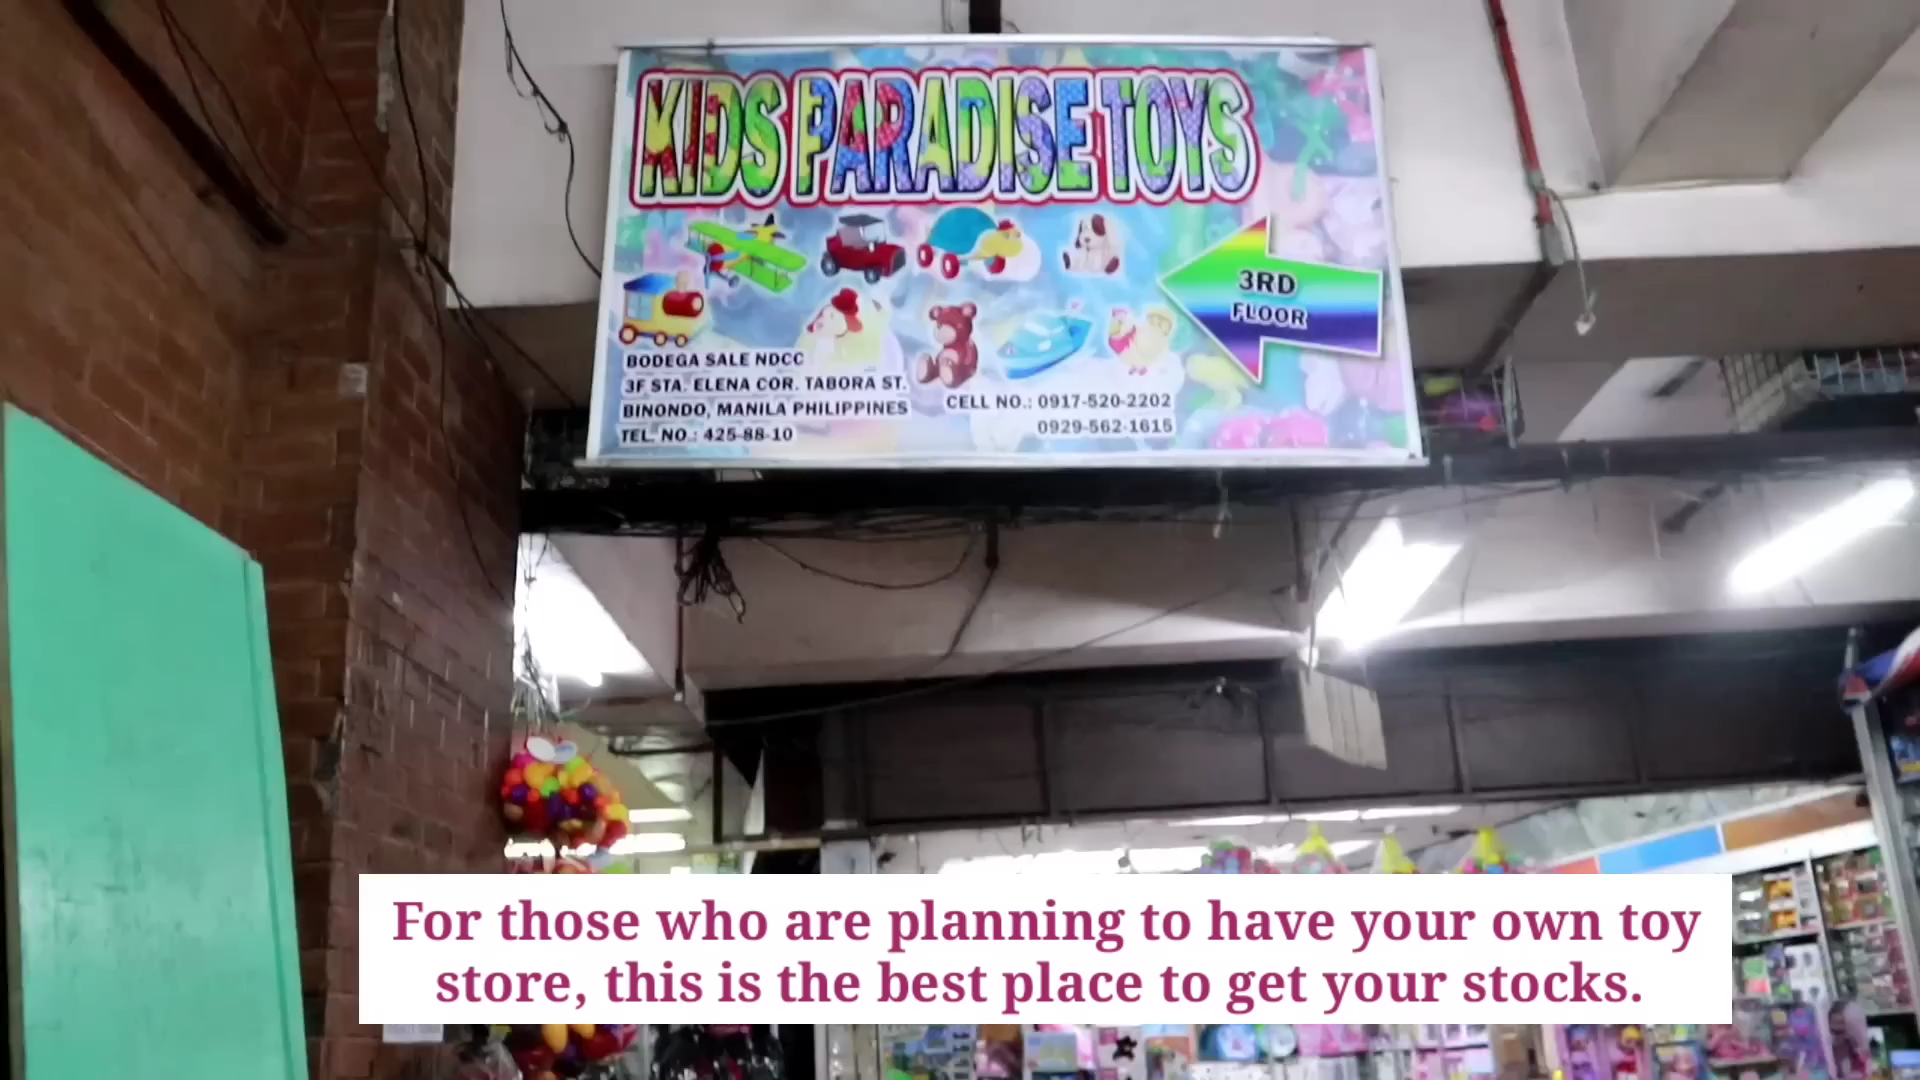 KIDS PARADISE TOYS
3RD
FLOOR
BODEGA SALE NDCC
3F STA. ELENA COR. TABORA ST.
BINONDO, MANILA PHILIPPINES
TEL. NO.: 425-88-10
CELL NO.: 0917-520-2202
0929-562-1615
For those who are planning to have your own toy
store, this is the best place to get your stocks.